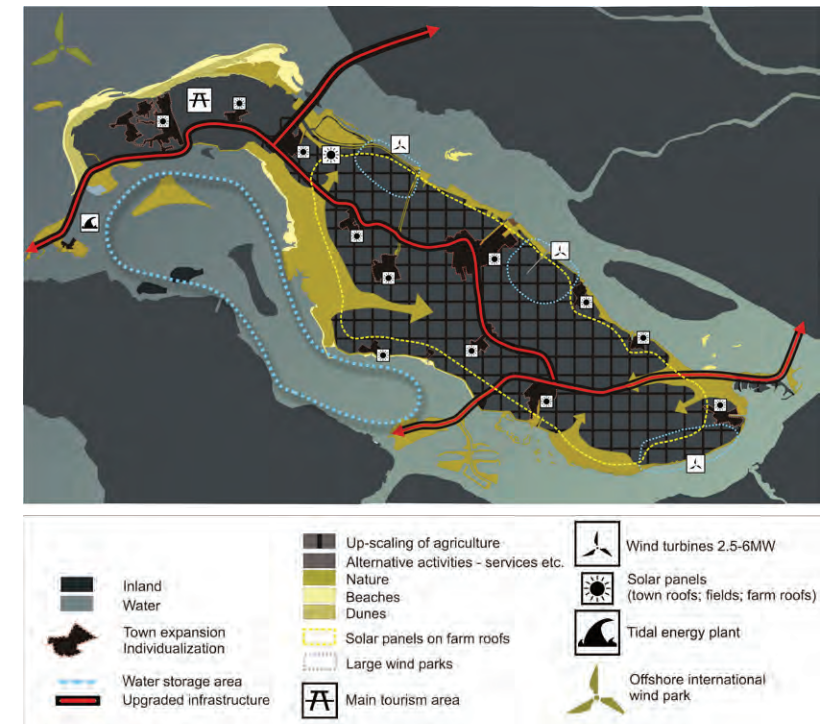 Inland
Water
Town expansion
Individualization
Water storage area
Upgraded infrastructure
Up-scaling of agriculture
Alternative activities - services etc.
Nature
Beaches
Dunes
Solar panels on farm roofs
Large wind parks
Main tourism area
Wind turbines 2.5-6MW
Solar panels
(town roofs; fields; farm roofs)
Tidal energy plant
Offshore international
wind park